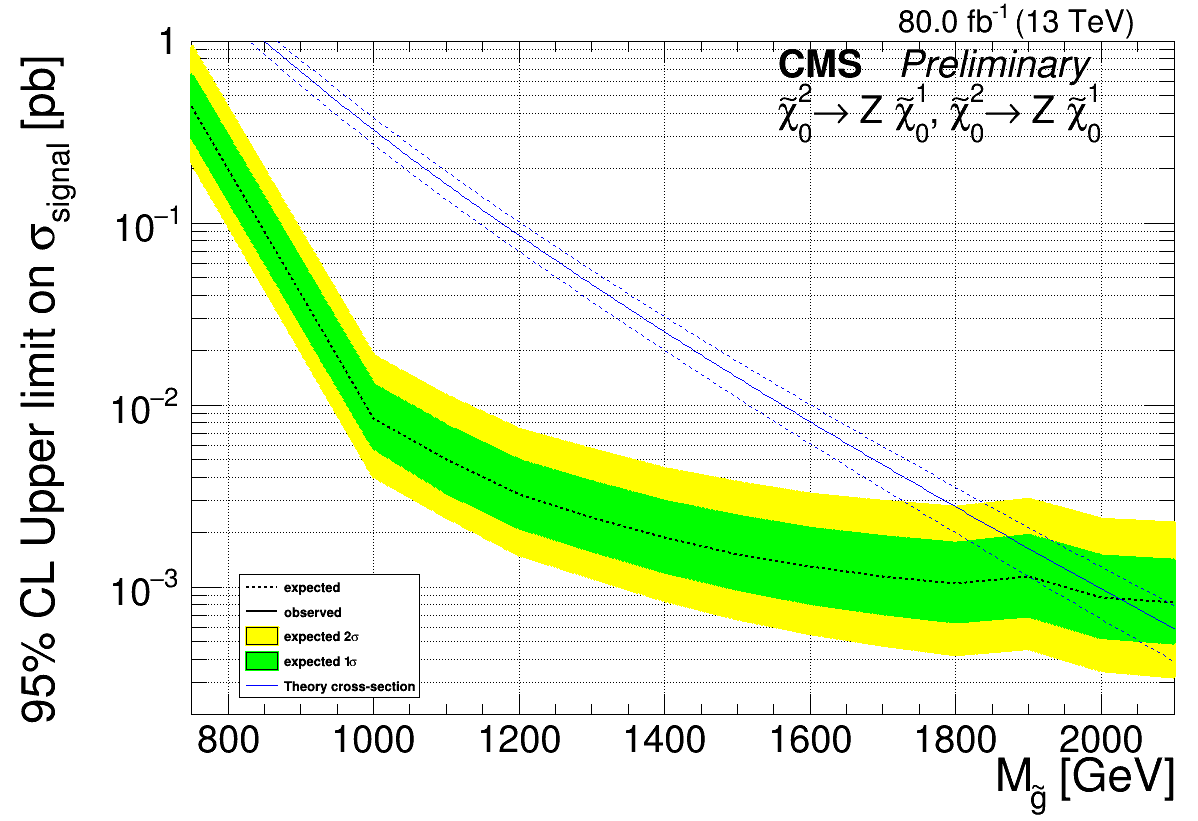 80.0 fb⁻¹ (13 TeV)
CMS Preliminary
χ̃²₀→ Z χ̃¹₀, χ̃²₀→ Z χ̃¹₀
95% CL Upper limit on σsignal [pb]
1
10⁻¹
10⁻²
10⁻³
expected
observed
expected 2σ
expected 1σ
Theory cross-section
800 1000 1200 1400 1600 1800 2000
M_g̃ [GeV]